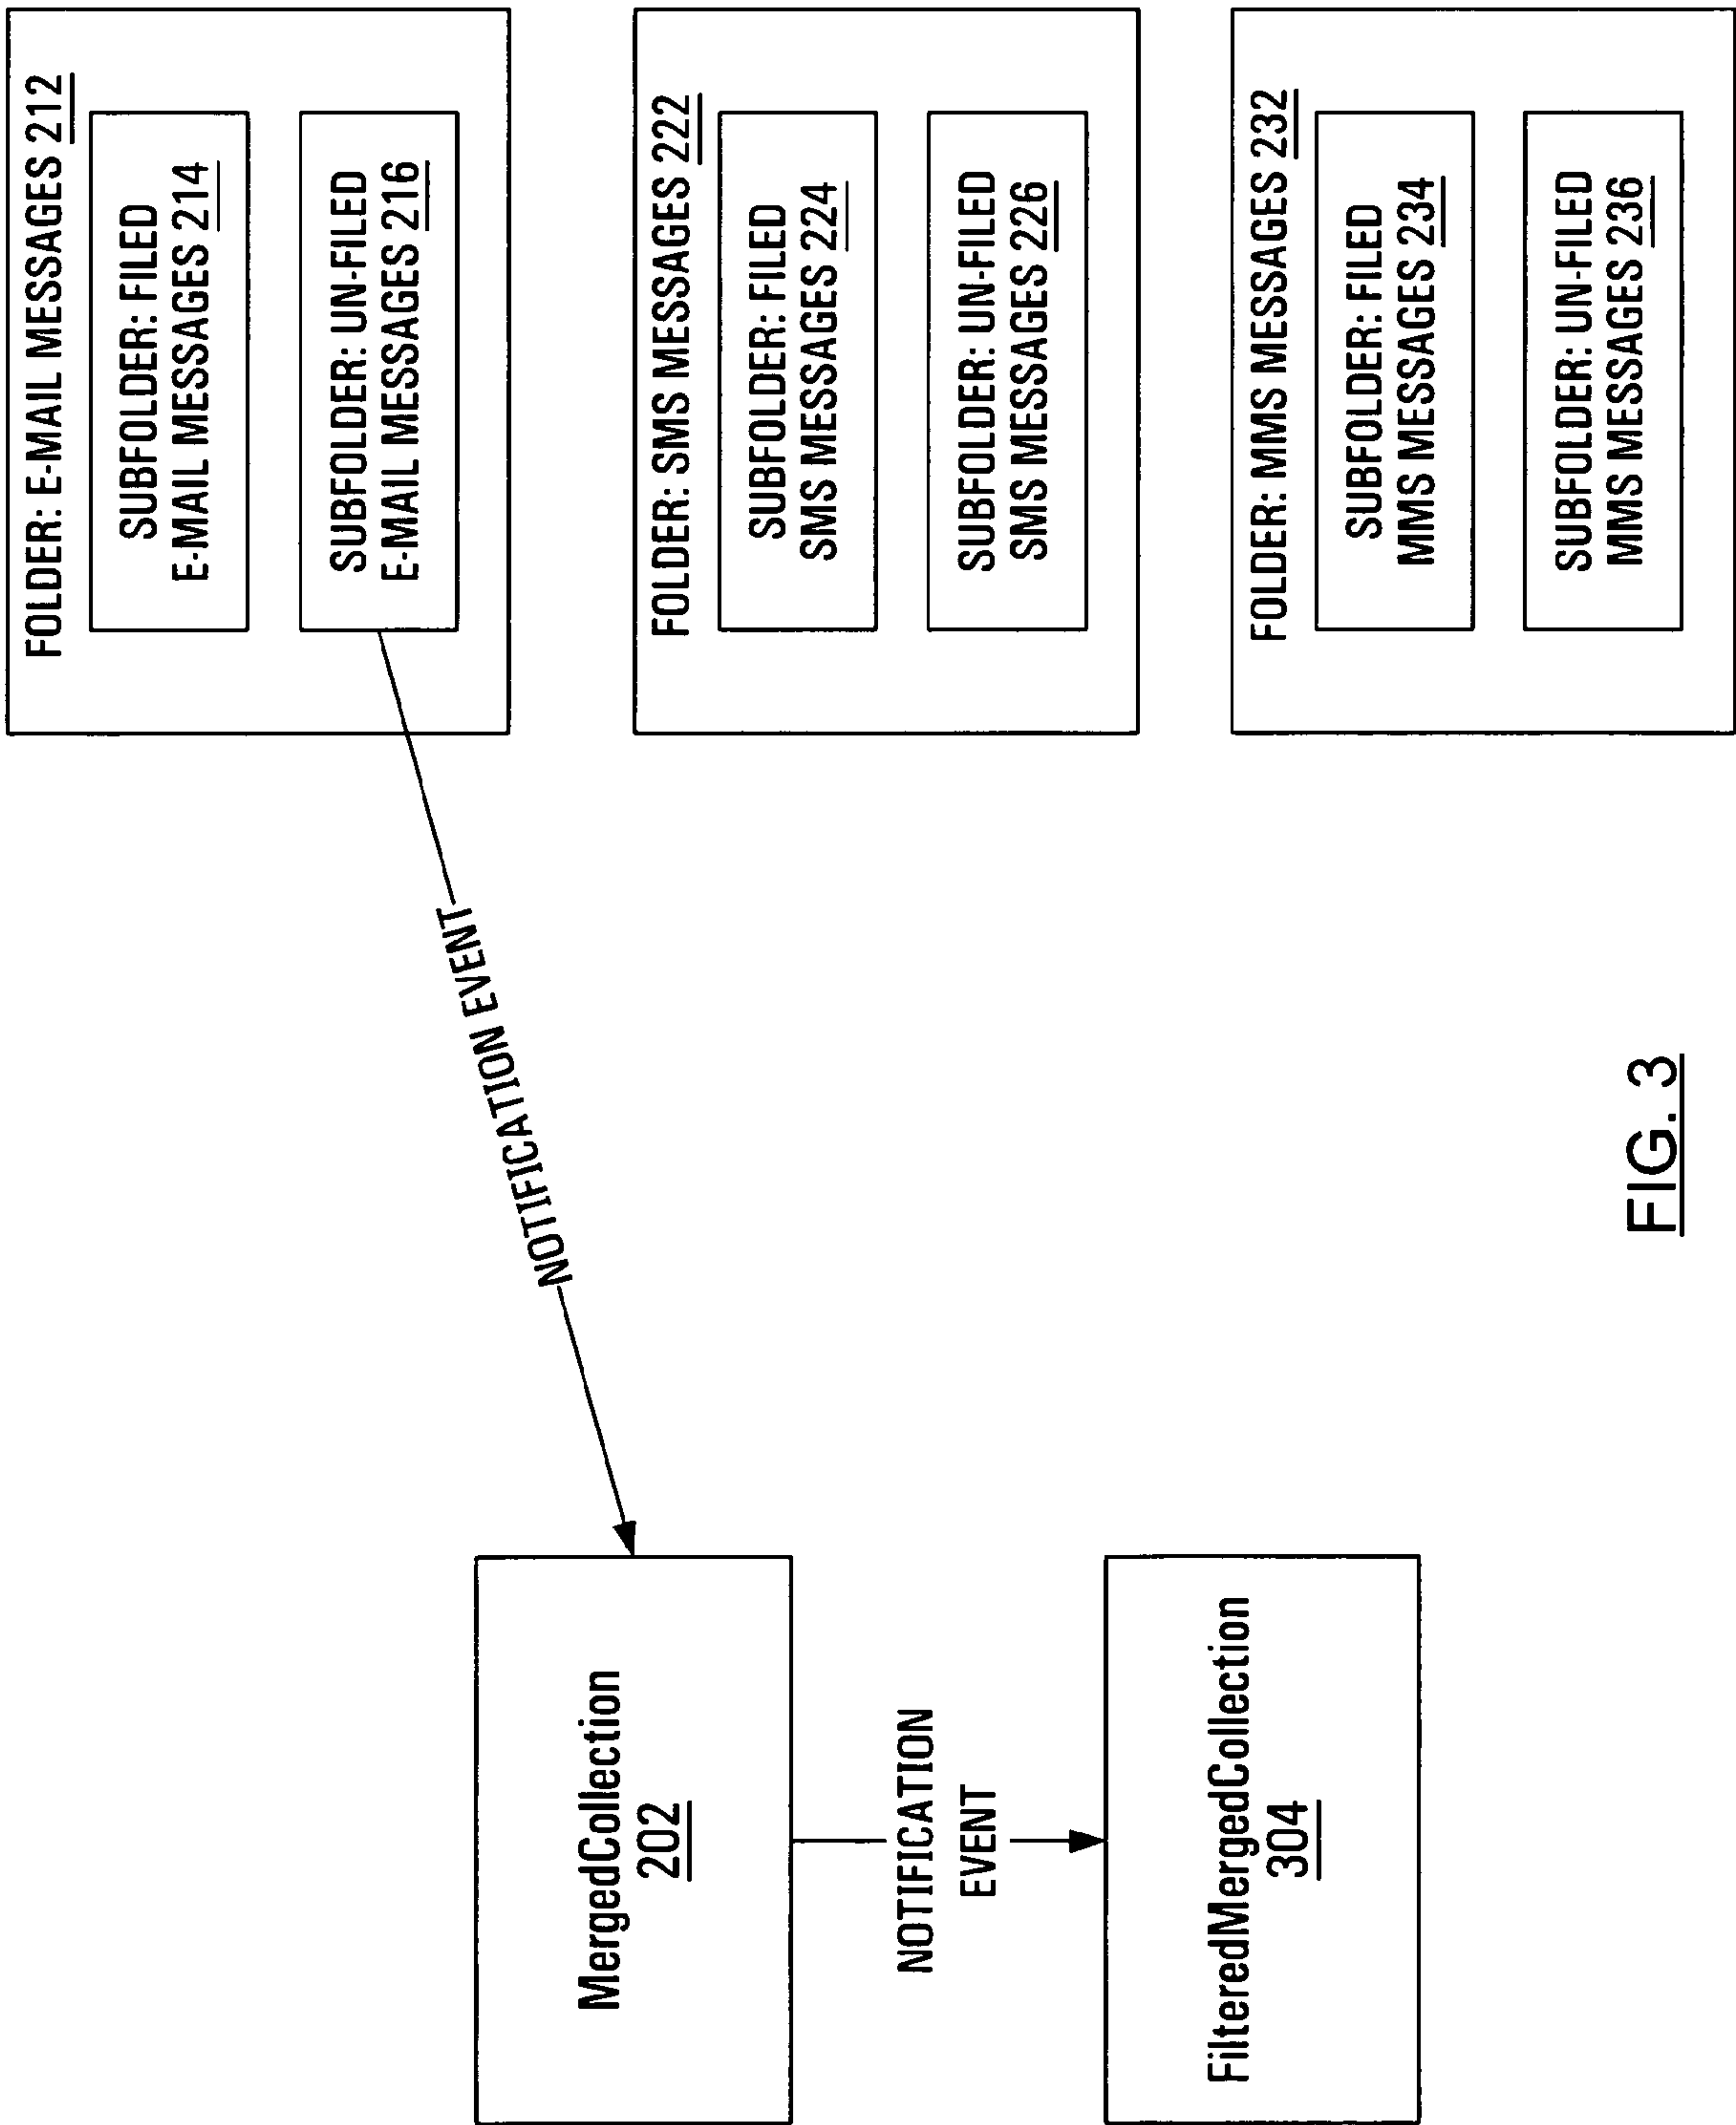 FOLDER: E-MAIL MESSAGES 212
SUBFOLDER: FILED
E-MAIL MESSAGES 214
SUBFOLDER: UN-FILED
E-MAIL MESSAGES 216
FOLDER: SMS MESSAGES 222
SUBFOLDER: FILED
SMS MESSAGES 224
SUBFOLDER: UN-FILED
SMS MESSAGES 226
FOLDER: MMS MESSAGES 232
SUBFOLDER: FILED
MMS MESSAGES 234
SUBFOLDER: UN-FILED
MMS MESSAGES 236
NOTIFICATION EVENT
MergedCollection
202
NOTIFICATION
EVENT
FilteredMergedCollection
304
FIG. 3